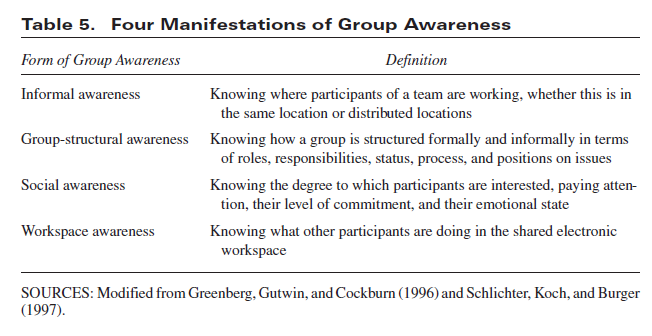 Table 5. Four Manifestations of Group Awareness
Form of Group Awareness Definition
Informal awareness Knowing where participants of a team are working, whether this is in
the same location or distributed locations
Group-structural awareness Knowing how a group is structured formally and informally in terms
of roles, responsibilities, status, process, and positions on issues
Social awareness Knowing the degree to which participants are interested, paying atten-
tion, their level of commitment, and their emotional state
Workspace awareness Knowing what other participants are doing in the shared electronic
workspace
SOURCES: Modified from Greenberg, Gutwin, and Cockburn (1996) and Schlichter, Koch, and Burger
(1997).